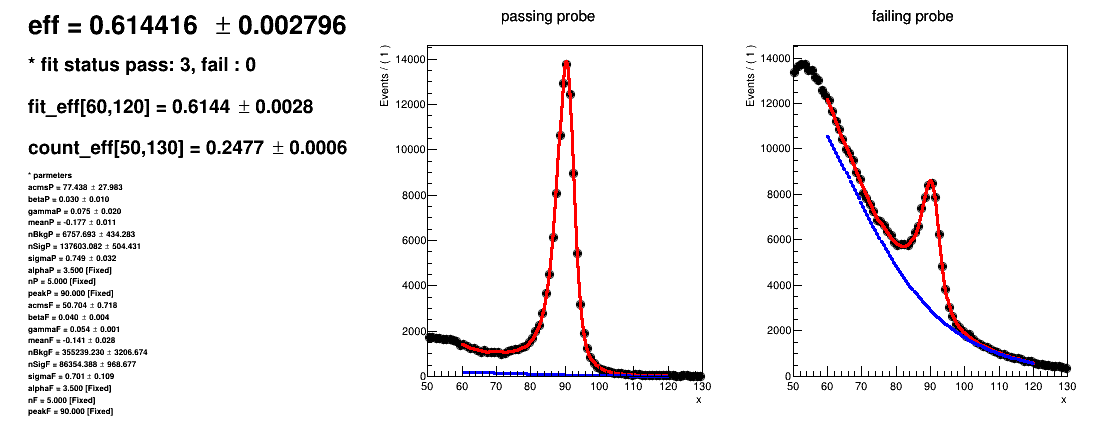 eff = 0.614416 ± 0.002796
* fit status pass: 3, fail : 0
fit_eff[60,120] = 0.6144 ± 0.0028
count_eff[50,130] = 0.2477 ± 0.0006
* parmeters
acmsP = 77.438 ± 27.983
betaP = 0.030 ± 0.010
gammaP = 0.075 ± 0.020
meanP = -0.177 ± 0.011
nBkgP = 6757.693 ± 434.283
nSigP = 137603.082 ± 504.431
sigmaP = 0.749 ± 0.032
alphaP = 3.500 [Fixed]
nP = 5.000 [Fixed]
peakP = 90.000 [Fixed]
acmsF = 50.704 ± 0.718
betaF = 0.040 ± 0.004
gammaF = 0.054 ± 0.001
meanF = -0.141 ± 0.028
nBkgF = 355239.230 ± 3206.674
nSigF = 86354.388 ± 968.677
sigmaF = 0.701 ± 0.109
alphaF = 3.500 [Fixed]
nF = 5.000 [Fixed]
peakF = 90.000 [Fixed]
passing probe
Events / ( 1 )
14000
12000
10000
8000
6000
4000
2000
0
50 60 70 80 90 100 110 120 130
x
failing probe
Events / ( 1 )
14000
12000
10000
8000
6000
4000
2000
0
50 60 70 80 90 100 110 120 130
x